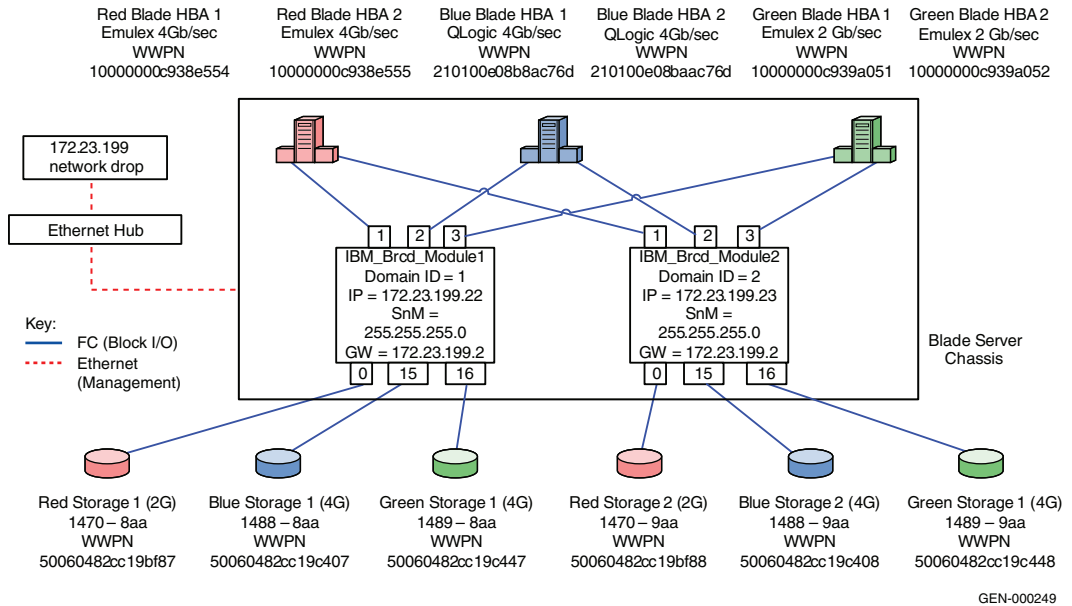 Red Blade HBA 1
Emulex 4Gb/sec
WWPN
10000000c938e554
Red Blade HBA 2
Emulex 4Gb/sec
WWPN
10000000c938e555
Blue Blade HBA 1
QLogic 4Gb/sec
WWPN
210100e08b8ac76d
Blue Blade HBA 2
QLogic 4Gb/sec
WWPN
210100e08baac76d
Green Blade HBA 1
Emulex 2 Gb/sec
WWPN
10000000c939a051
Green Blade HBA 2
Emulex 2 Gb/sec
WWPN
10000000c939a052
172.23.199
network drop
Ethernet Hub
Key:
FC (Block I/O)
Ethernet
(Management)
1
2
3
IBM_Brcd_Module1
Domain ID = 1
IP = 172.23.199.22
SnM =
255.255.255.0
GW = 172.23.199.2
0
15
16
1
2
3
IBM_Brcd_Module2
Domain ID = 2
IP = 172.23.199.23
SnM =
255.255.255.0
GW = 172.23.199.2
0
15
16
Blade Server
Chassis
Red Storage 1 (2G)
1470 – 8aa
WWPN
50060482cc19bf87
Blue Storage 1 (4G)
1488 – 8aa
WWPN
50060482cc19c407
Green Storage 1 (4G)
1489 – 8aa
WWPN
50060482cc19c447
Red Storage 2 (2G)
1470 – 9aa
WWPN
50060482cc19bf88
Blue Storage 2 (4G)
1488 – 9aa
WWPN
50060482cc19c408
Green Storage 1 (4G)
1489 – 9aa
WWPN
50060482cc19c448
GEN-000249